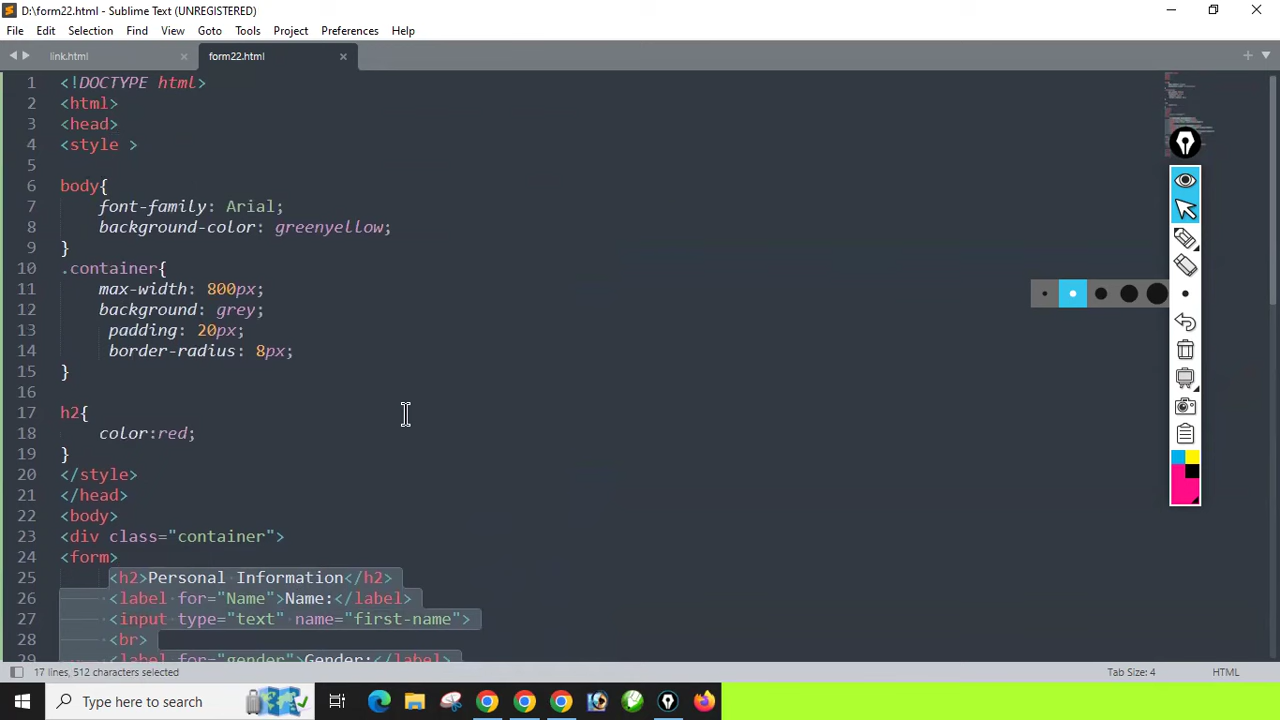 D:\form22.html - Sublime Text (UNREGISTERED)
File Edit Selection Find View Goto Tools Project Preferences Help
link.html form22.html
1 <!DOCTYPE html>
2 <html>
3 <head>
4 <style >
5
6 body{
7 font-family: Arial;
8 background-color: greenyellow;
9 }
10 .container{
11 max-width: 800px;
12 background: grey;
13 padding: 20px;
14 border-radius: 8px;
15 }
16
17 h2{
18 color:red;
19 }
20 </style>
21 </head>
22 <body>
23 <div class="container">
24 <form>
25 <h2>Personal Information</h2>
26 <label for="Name">Name:</label>
27 <input type="text" name="first-name">
28 <br>
29 <label for="gender">Gender:</label>
17 lines, 512 characters selected Tab Size: 4 HTML
Type here to search